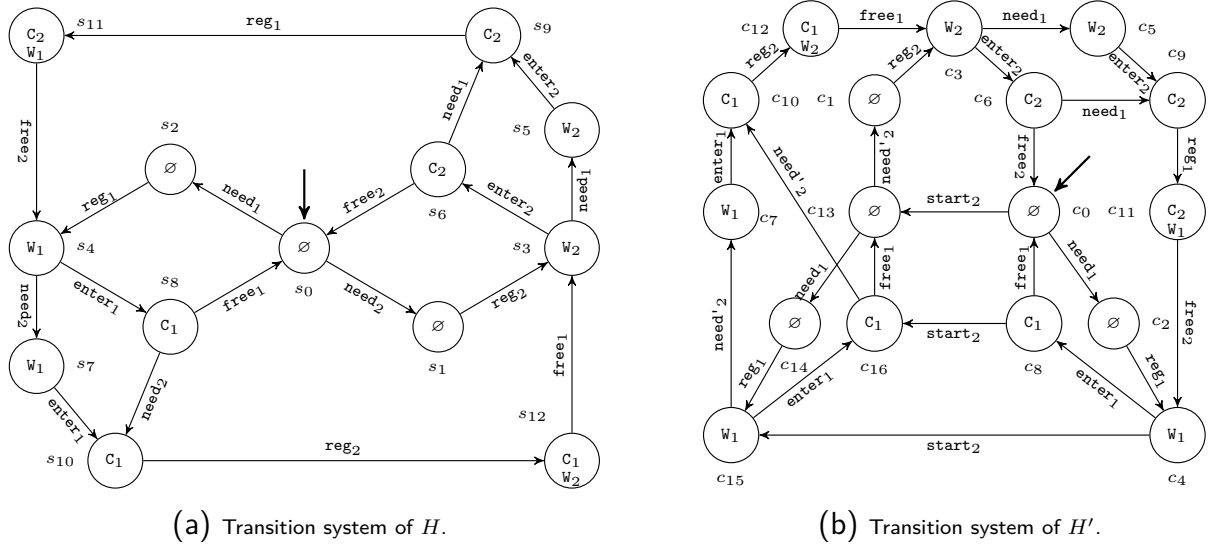 s11
C2
W1
reg1
C2
s9
free2
enter2
need1
s2
∅
s5
W2
reg1
need1
C2
free2
s6
enter2
need1
W1
s4
∅
s0
s3
W2
need2
enter1
s8
C1
free1
need2
∅
s1
reg2
W1
s7
need2
enter1
s10
C1
reg2
s12
C1
W2
free1
(a) Transition system of H.
c12
C1
W2
free1
W2
need1
W2
c5
reg2
reg2
c3
enter2
enter2
c9
C1
c10
c1
∅
c6
C2
need1
C2
enter1
need'2
need'2
free2
reg1
W1
c7
c13
∅
start2
∅
c0
c11
C2
W1
need'2
need1
free1
free1
need1
free2
∅
c14
C1
c16
start2
C1
c8
∅
c2
reg1
enter1
enter1
reg1
W1
c15
start2
W1
c4
(b) Transition system of H′.